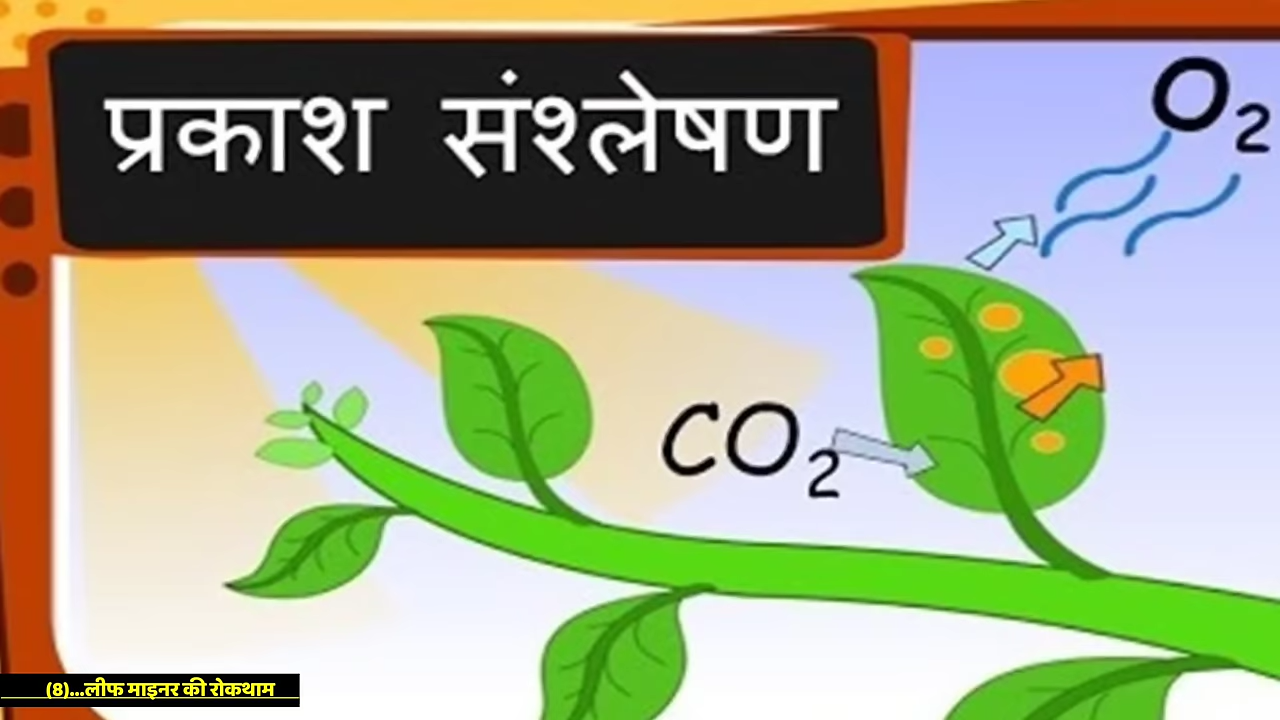 प्रकाश संश्लेषण
O₂
CO₂
(8)...लीफ माइनर की रोकथाम